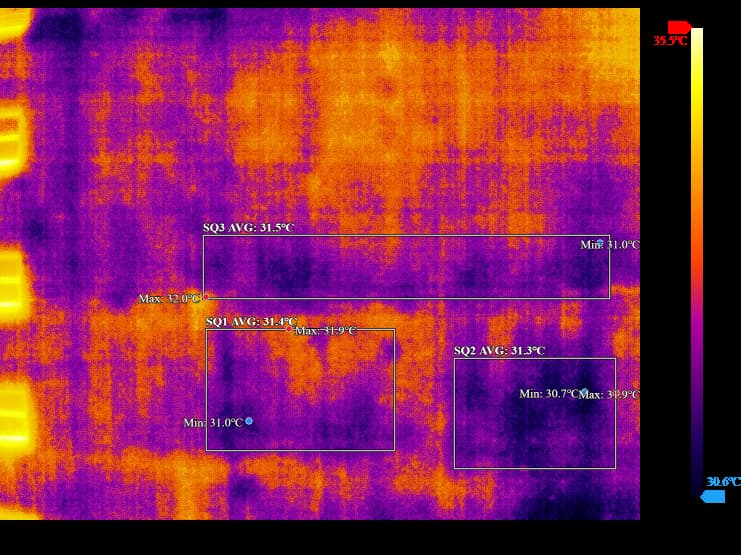 35.5℃
SQ3 AVG: 31.5℃
Min: 31.0℃
Max: 32.0℃
SQ1 AVG: 31.4℃
Max: 31.9℃
SQ2 AVG: 31.3℃
Min: 30.7℃
Max:
Min: 31.0℃
30.6℃